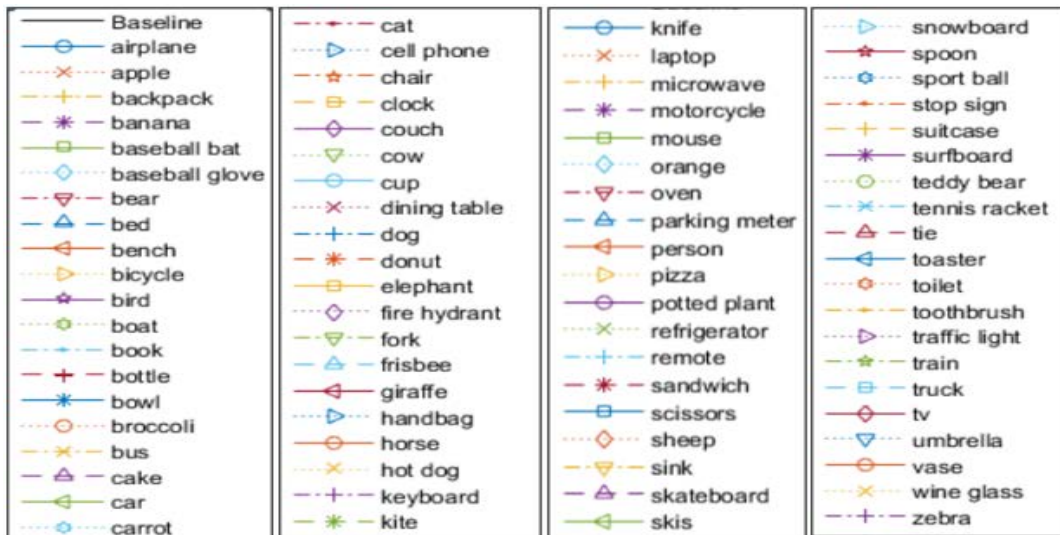 Baseline
airplane
apple
backpack
banana
baseball bat
baseball glove
bear
bed
bench
bicycle
bird
boat
book
bottle
bowl
broccoli
bus
cake
car
carrot
cat
cell phone
chair
clock
couch
cow
cup
dining table
dog
donut
elephant
fire hydrant
fork
frisbee
giraffe
handbag
horse
hot dog
keyboard
kite
knife
laptop
microwave
motorcycle
mouse
orange
oven
parking meter
person
pizza
potted plant
refrigerator
remote
sandwich
scissors
sheep
sink
skateboard
skis
snowboard
spoon
sport ball
stop sign
suitcase
surfboard
teddy bear
tennis racket
tie
toaster
toilet
toothbrush
traffic light
train
truck
tv
umbrella
vase
wine glass
zebra